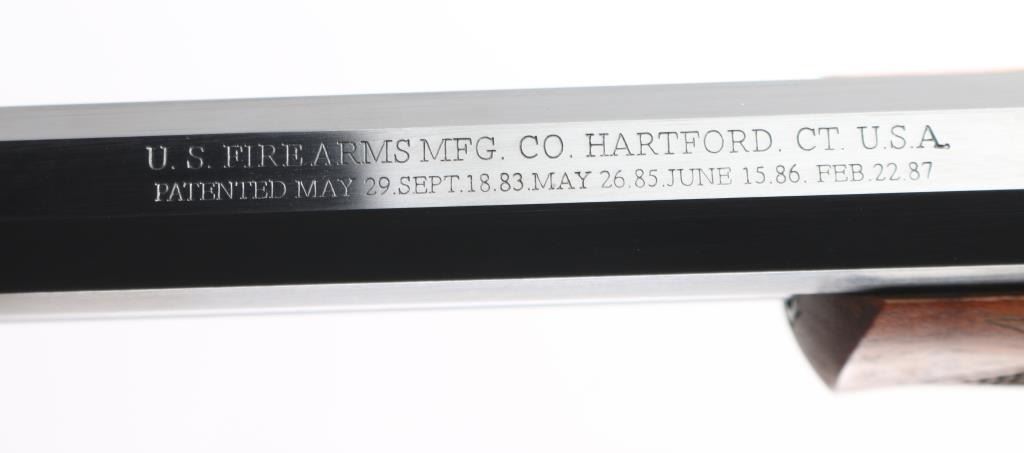 U. S. FIRE ARMS MFG. CO. HARTFORD. CT. U.S.A.
PATENTED MAY 29.SEPT.18.83.MAY 26.85.JUNE 15.86. FEB.22.87